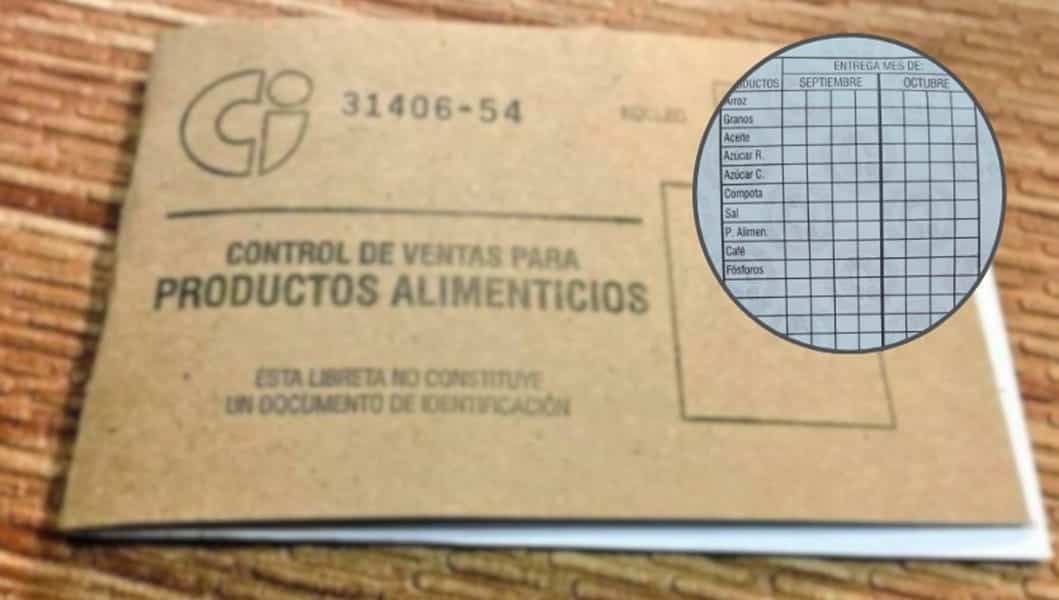 Ci
31406-54
NÚCLEO
CONTROL DE VENTAS PARA
PRODUCTOS ALIMENTICIOS
ESTA LIBRETA NO CONSTITUYE
UN DOCUMENTO DE IDENTIFICACIÓN
ENTREGA MES DE:
SEPTIEMBRE OCTUBRE
Arroz
Granos
Aceite
Azúcar R.
Azúcar C.
Compota
Sal
P. Alimen.
Café
Fósforos